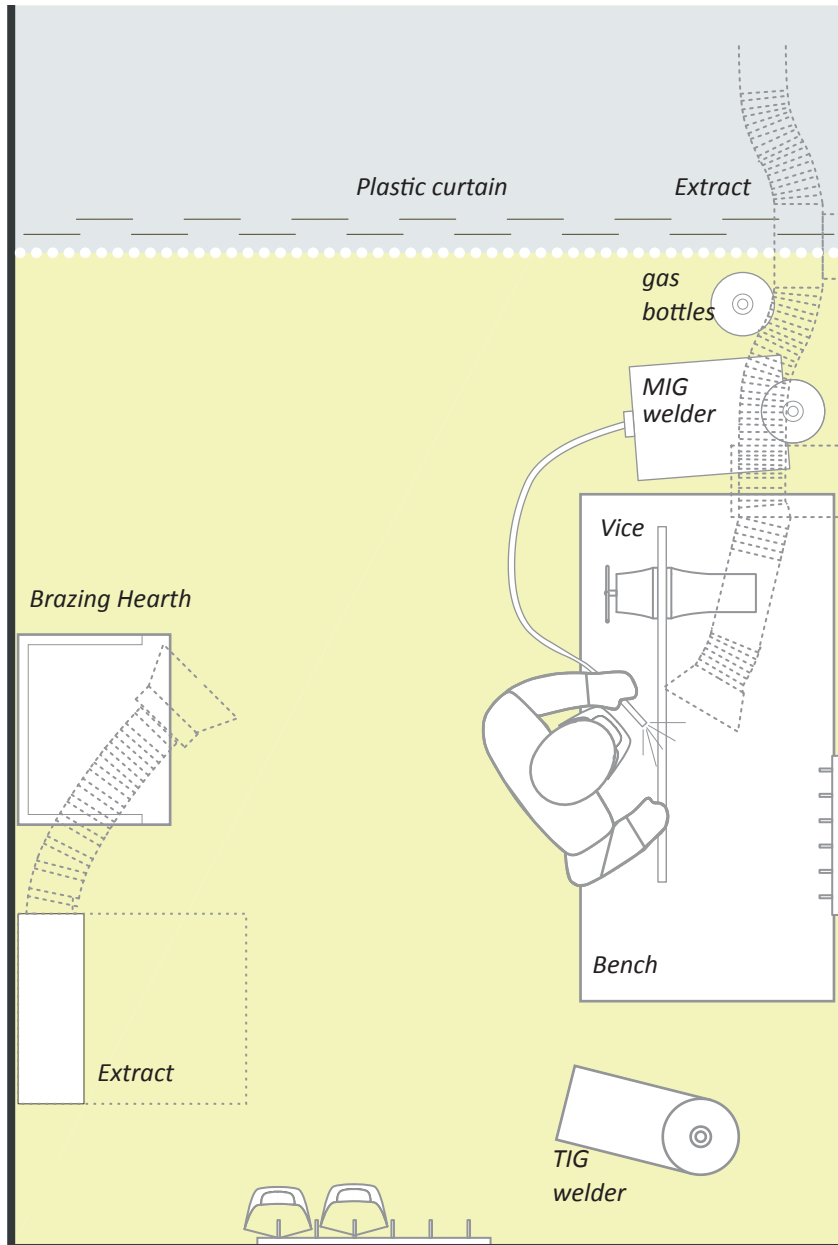 Plastic curtain
Extract
gas
bottles
MIG
welder
Vice
Brazing Hearth
Bench
Extract
TIG
welder